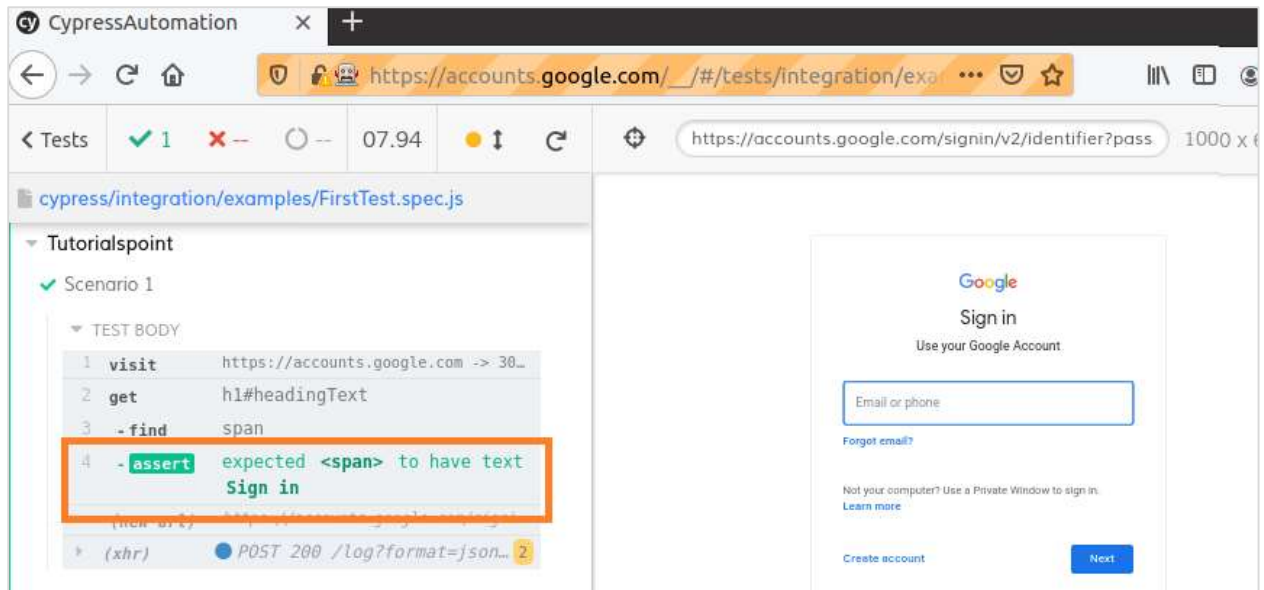 CypressAutomation
https://accounts.google.com/__/#/tests/integration/exa
Tests 1 -- -- 07.94
https://accounts.google.com/signin/v2/identifier?pass 1000 x
cypress/integration/examples/FirstTest.spec.js
Tutorialspoint
Scenario 1
TEST BODY
1 visit https://accounts.google.com -> 30…
2 get h1#headingText
3 -find span
4 -assert expected <span> to have text
Sign in
(xhr) POST 200 /log?format=json… 2
Google
Sign in
Use your Google Account
Email or phone
Forgot email?
Not your computer? Use a Private Window to sign in.
Learn more
Create account
Next